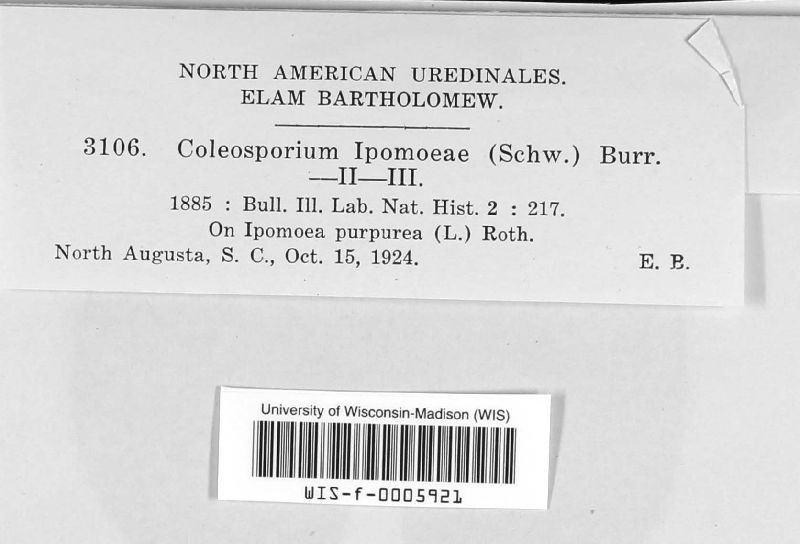 NORTH AMERICAN UREDINALES.
ELAM BARTHOLOMEW.
3106. Coleosporium Ipomoeae (Schw.) Burr.
—II—III.
1885 : Bull. Ill. Lab. Nat. Hist. 2 : 217.
On Ipomoea purpurea (L.) Roth.
North Augusta, S. C., Oct. 15, 1924. E. B.
University of Wisconsin-Madison (WIS)
WIS-f-0005921